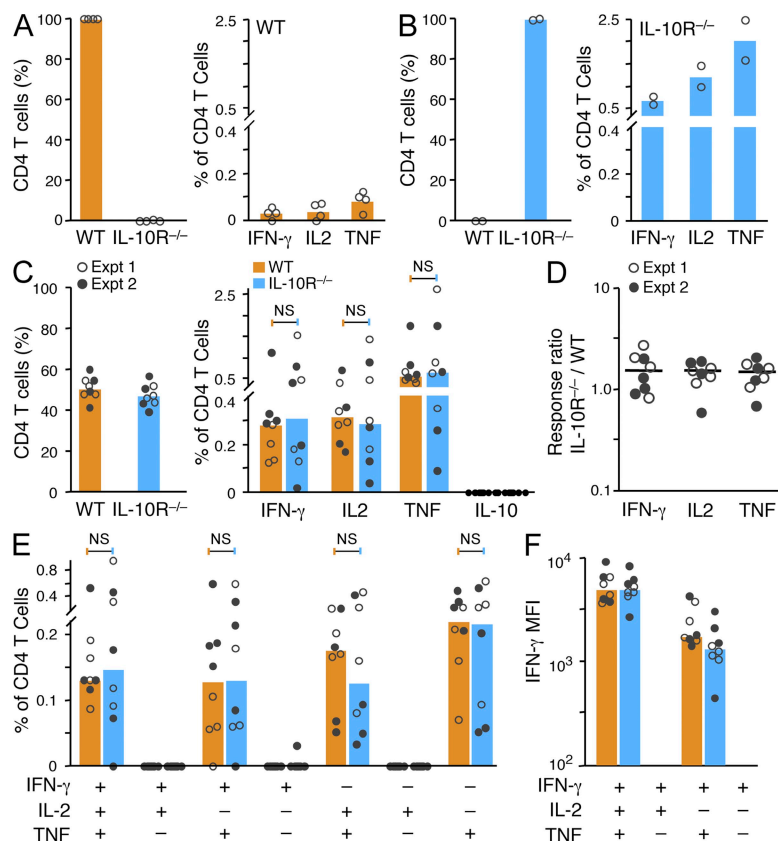 A
CD4 T cells (%)
100
80
60
40
20
0
WT IL-10R–/–
% of CD4 T Cells
WT
2.5
0.5
0.4
0.2
0
IFN-γ IL2 TNF
B
CD4 T cells (%)
100
80
60
40
20
0
WT IL-10R–/–
% of CD4 T Cells
IL-10R–/–
2.5
0.5
0.4
0.2
0
IFN-γ IL2 TNF
C
Expt 1
Expt 2
CD4 T cells (%)
100
80
60
40
20
0
WT IL-10R–/–
WT
IL-10R–/–
% of CD4 T Cells
2.5
0.5
0.4
0.2
0
NS NS NS
IFN-γ IL2 TNF IL-10
D
Expt 1
Expt 2
Response ratio
IL-10R–/– / WT
10
1.0
0.1
IFN-γ IL2 TNF
E
% of CD4 T Cells
0.8
0.4
0.2
0.1
0
NS NS NS NS
IFN-γ + + + + – – –
IL-2 + + – – + + –
TNF + – + – + – +
F
IFN-γ MFI
10⁴
10³
10²
IFN-γ + + + +
IL-2 + + – –
TNF + – + –